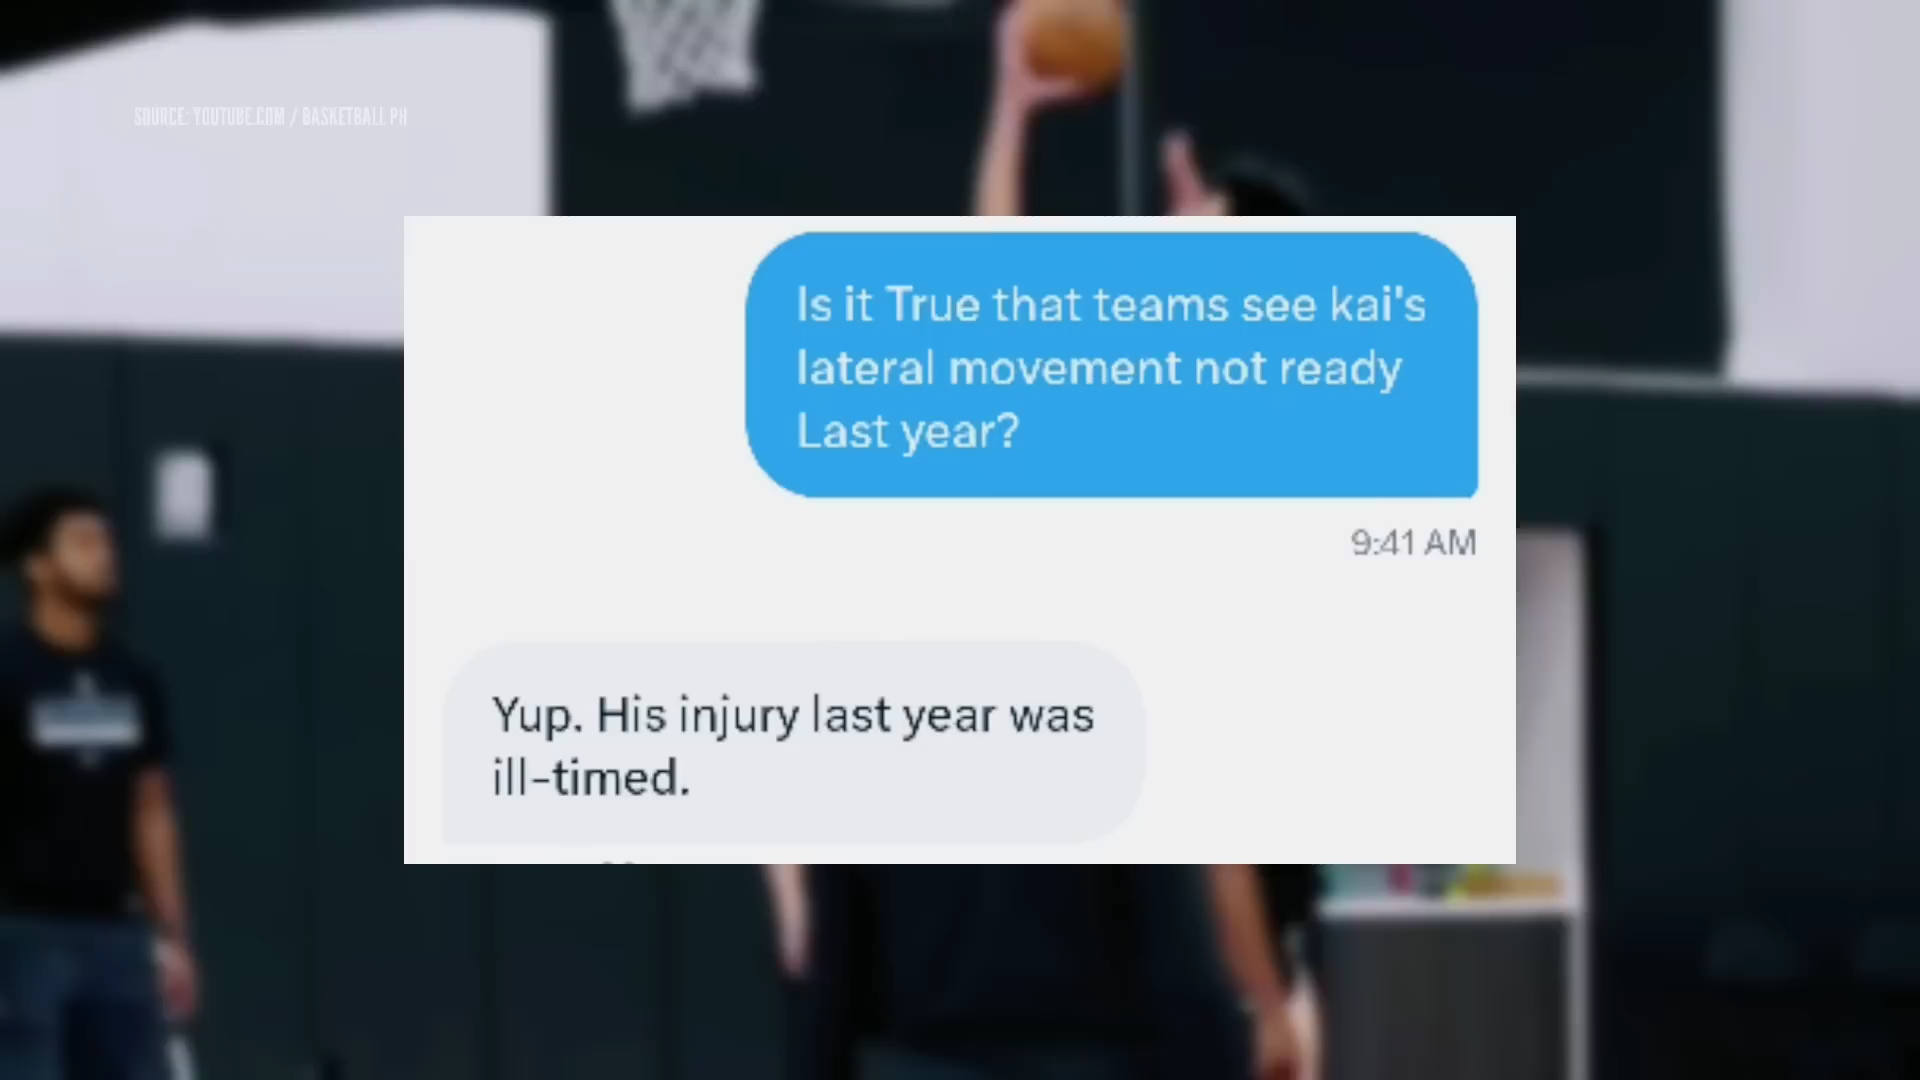 SOURCE: YOUTUBE.COM / BASKETBALL PH
Is it True that teams see kai's
lateral movement not ready
Last year?
9:41 AM
Yup. His injury last year was
ill-timed.